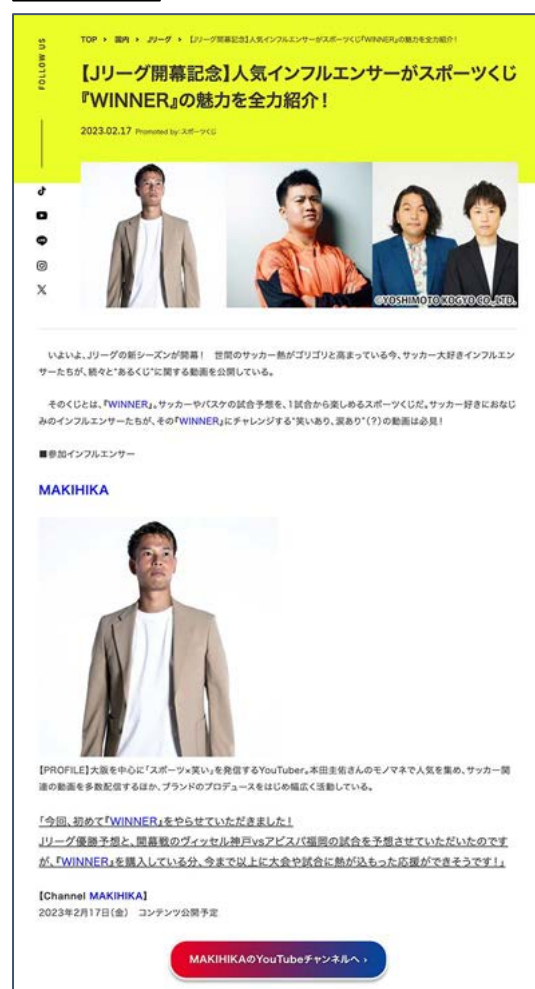 FOLLOW US
TOP ▸ 国内 ▸ Jリーグ ▸ 【Jリーグ開幕記念】人気インフルエンサーがスポーツくじ『WINNER』の魅力を全力紹介!
【Jリーグ開幕記念】人気インフルエンサーがスポーツくじ
『WINNER』の魅力を全力紹介!
2023.02.17 Promoted by スポーツくじ
©YOSHIMOTO KOGYO CO.,LTD.
いよいよ、Jリーグの新シーズンが開幕! 世間のサッカー熱がゴリゴリと高まっている今、サッカー大好きインフルエン
サーたちが、続々と“あるくじ”に関する動画を公開している。
そのくじとは、『WINNER』。サッカーやバスケの試合予想を、1試合から楽しめるスポーツくじだ。サッカー好きにおなじ
みのインフルエンサーたちが、その『WINNER』にチャレンジする“笑いあり、涙あり”(?)の動画は必見!
■参加インフルエンサー
MAKIHIKA
【PROFILE】大阪を中心に「スポーツ×笑い」を発信するYouTuber。本田圭佑さんのモノマネで人気を集め、サッカー関
連の動画を多数配信するほか、ブランドのプロデュースをはじめ幅広く活動している。
「今回、初めて『WINNER』をやらせていただきました!
Jリーグ優勝予想と、開幕戦のヴィッセル神戸vsアビスパ福岡の試合を予想させていただいたのです
が、『WINNER』を購入している分、今まで以上に大会や試合に熱が込もった応援ができそうです!」
【Channel MAKIHIKA】
2023年2月17日(金) コンテンツ公開予定
MAKIHIKAのYouTubeチャンネルへ ›